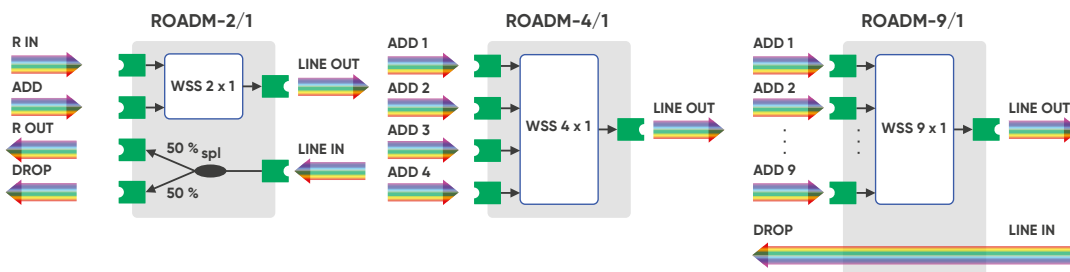 ROADM-2/1
R IN
ADD
R OUT
DROP
WSS 2 x 1
LINE OUT
50 %
spl
50 %
LINE IN
ROADM-4/1
ADD 1
ADD 2
ADD 3
ADD 4
WSS 4 x 1
LINE OUT
ROADM-9/1
ADD 1
ADD 2
ADD 9
WSS 9 x 1
LINE OUT
DROP
LINE IN